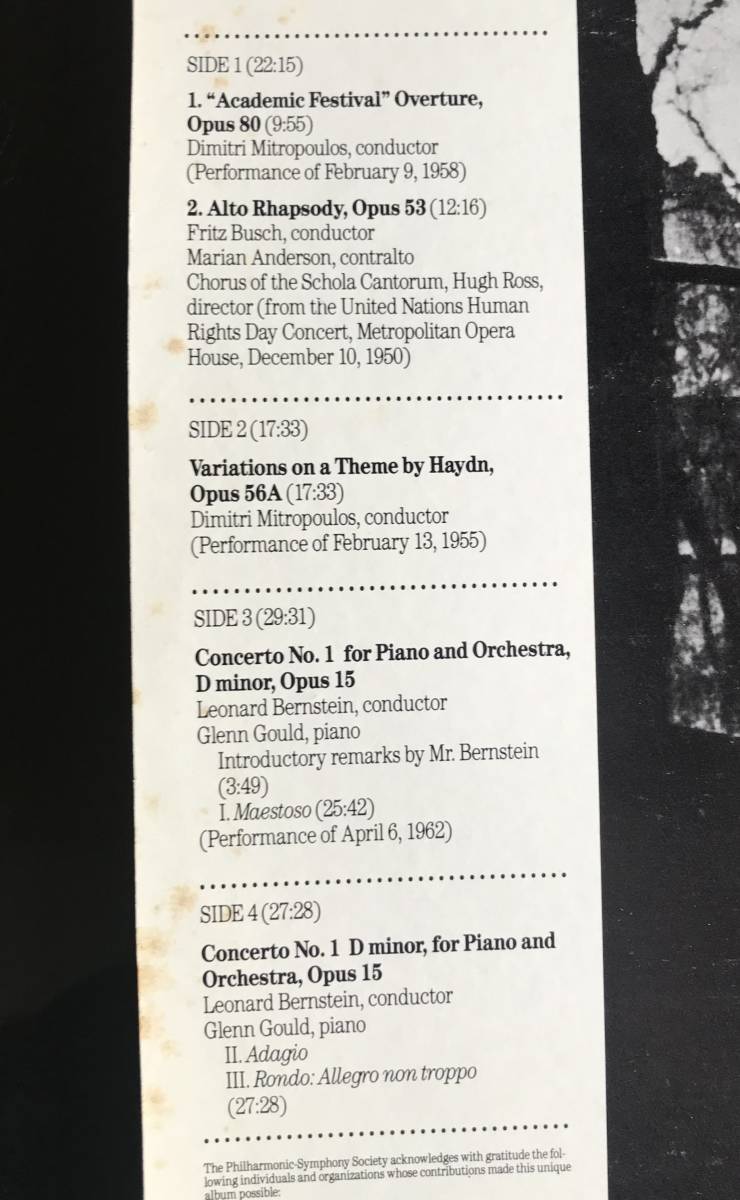 SIDE 1 (22:15)
1. “Academic Festival” Overture,
Opus 80 (9:55)
Dimitri Mitropoulos, conductor
(Performance of February 9, 1958)
2. Alto Rhapsody, Opus 53 (12:16)
Fritz Busch, conductor
Marian Anderson, contralto
Chorus of the Schola Cantorum, Hugh Ross,
director (from the United Nations Human
Rights Day Concert, Metropolitan Opera
House, December 10, 1950)
SIDE 2 (17:33)
Variations on a Theme by Haydn,
Opus 56A (17:33)
Dimitri Mitropoulos, conductor
(Performance of February 13, 1955)
SIDE 3 (29:31)
Concerto No. 1 for Piano and Orchestra,
D minor, Opus 15
Leonard Bernstein, conductor
Glenn Gould, piano
Introductory remarks by Mr. Bernstein
(3:49)
I. Maestoso (25:42)
(Performance of April 6, 1962)
SIDE 4 (27:28)
Concerto No. 1 D minor, for Piano and
Orchestra, Opus 15
Leonard Bernstein, conductor
Glenn Gould, piano
II. Adagio
III. Rondo: Allegro non troppo
(27:28)
The Philharmonic-Symphony Society acknowledges with gratitude the fol-
lowing individuals and organizations whose contributions made this unique
album possible: